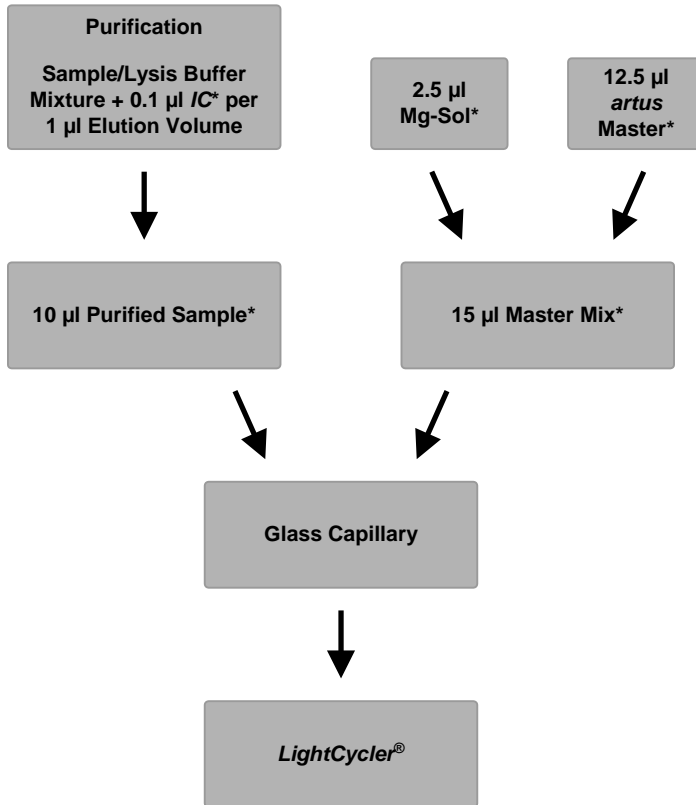 Purification
Sample/Lysis Buffer
Mixture + 0.1 µl IC* per
1 µl Elution Volume
2.5 µl
Mg-Sol*
12.5 µl
artus
Master*
10 µl Purified Sample*
15 µl Master Mix*
Glass Capillary
LightCycler®